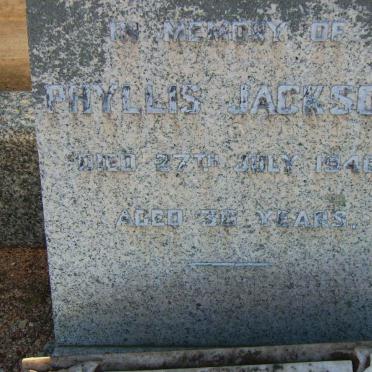 IN MEMORY OF
PHYLLIS JACKSO
DIED 27TH JULY 194
AGED YEARS.